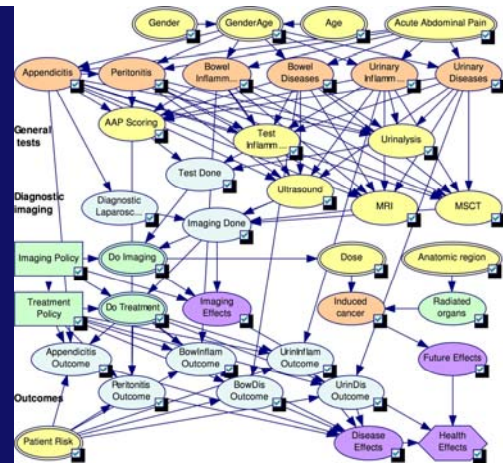 Gender
GenderAge
Age
Acute Abdominal Pain
Appendicitis
Peritonitis
Bowel
Inflamm...
Bowel
Diseases
Urinary
Inflamm...
Urinary
Diseases
General
tests
AAP Scoring
Test
Inflamm ...
Urinalysis
Test Done
Ultrasound
Diagnostic
imaging
Diagnostic
Laparosc...
MRI
MSCT
Imaging Done
Imaging Policy
Do Imaging
Dose
Anatomic region
Treatment
Policy
Do Treatment
Imaging
Effects
Induced
cancer
Radiated
organs
Appendicitis
Outcome
BowInflam
Outcome
UrinInflam
Outcome
Future Effects
Peritonitis
Outcome
BowDis
Outcome
UrinDis
Outcome
Outcomes
Patient Risk
Disease
Effects
Health
Effects